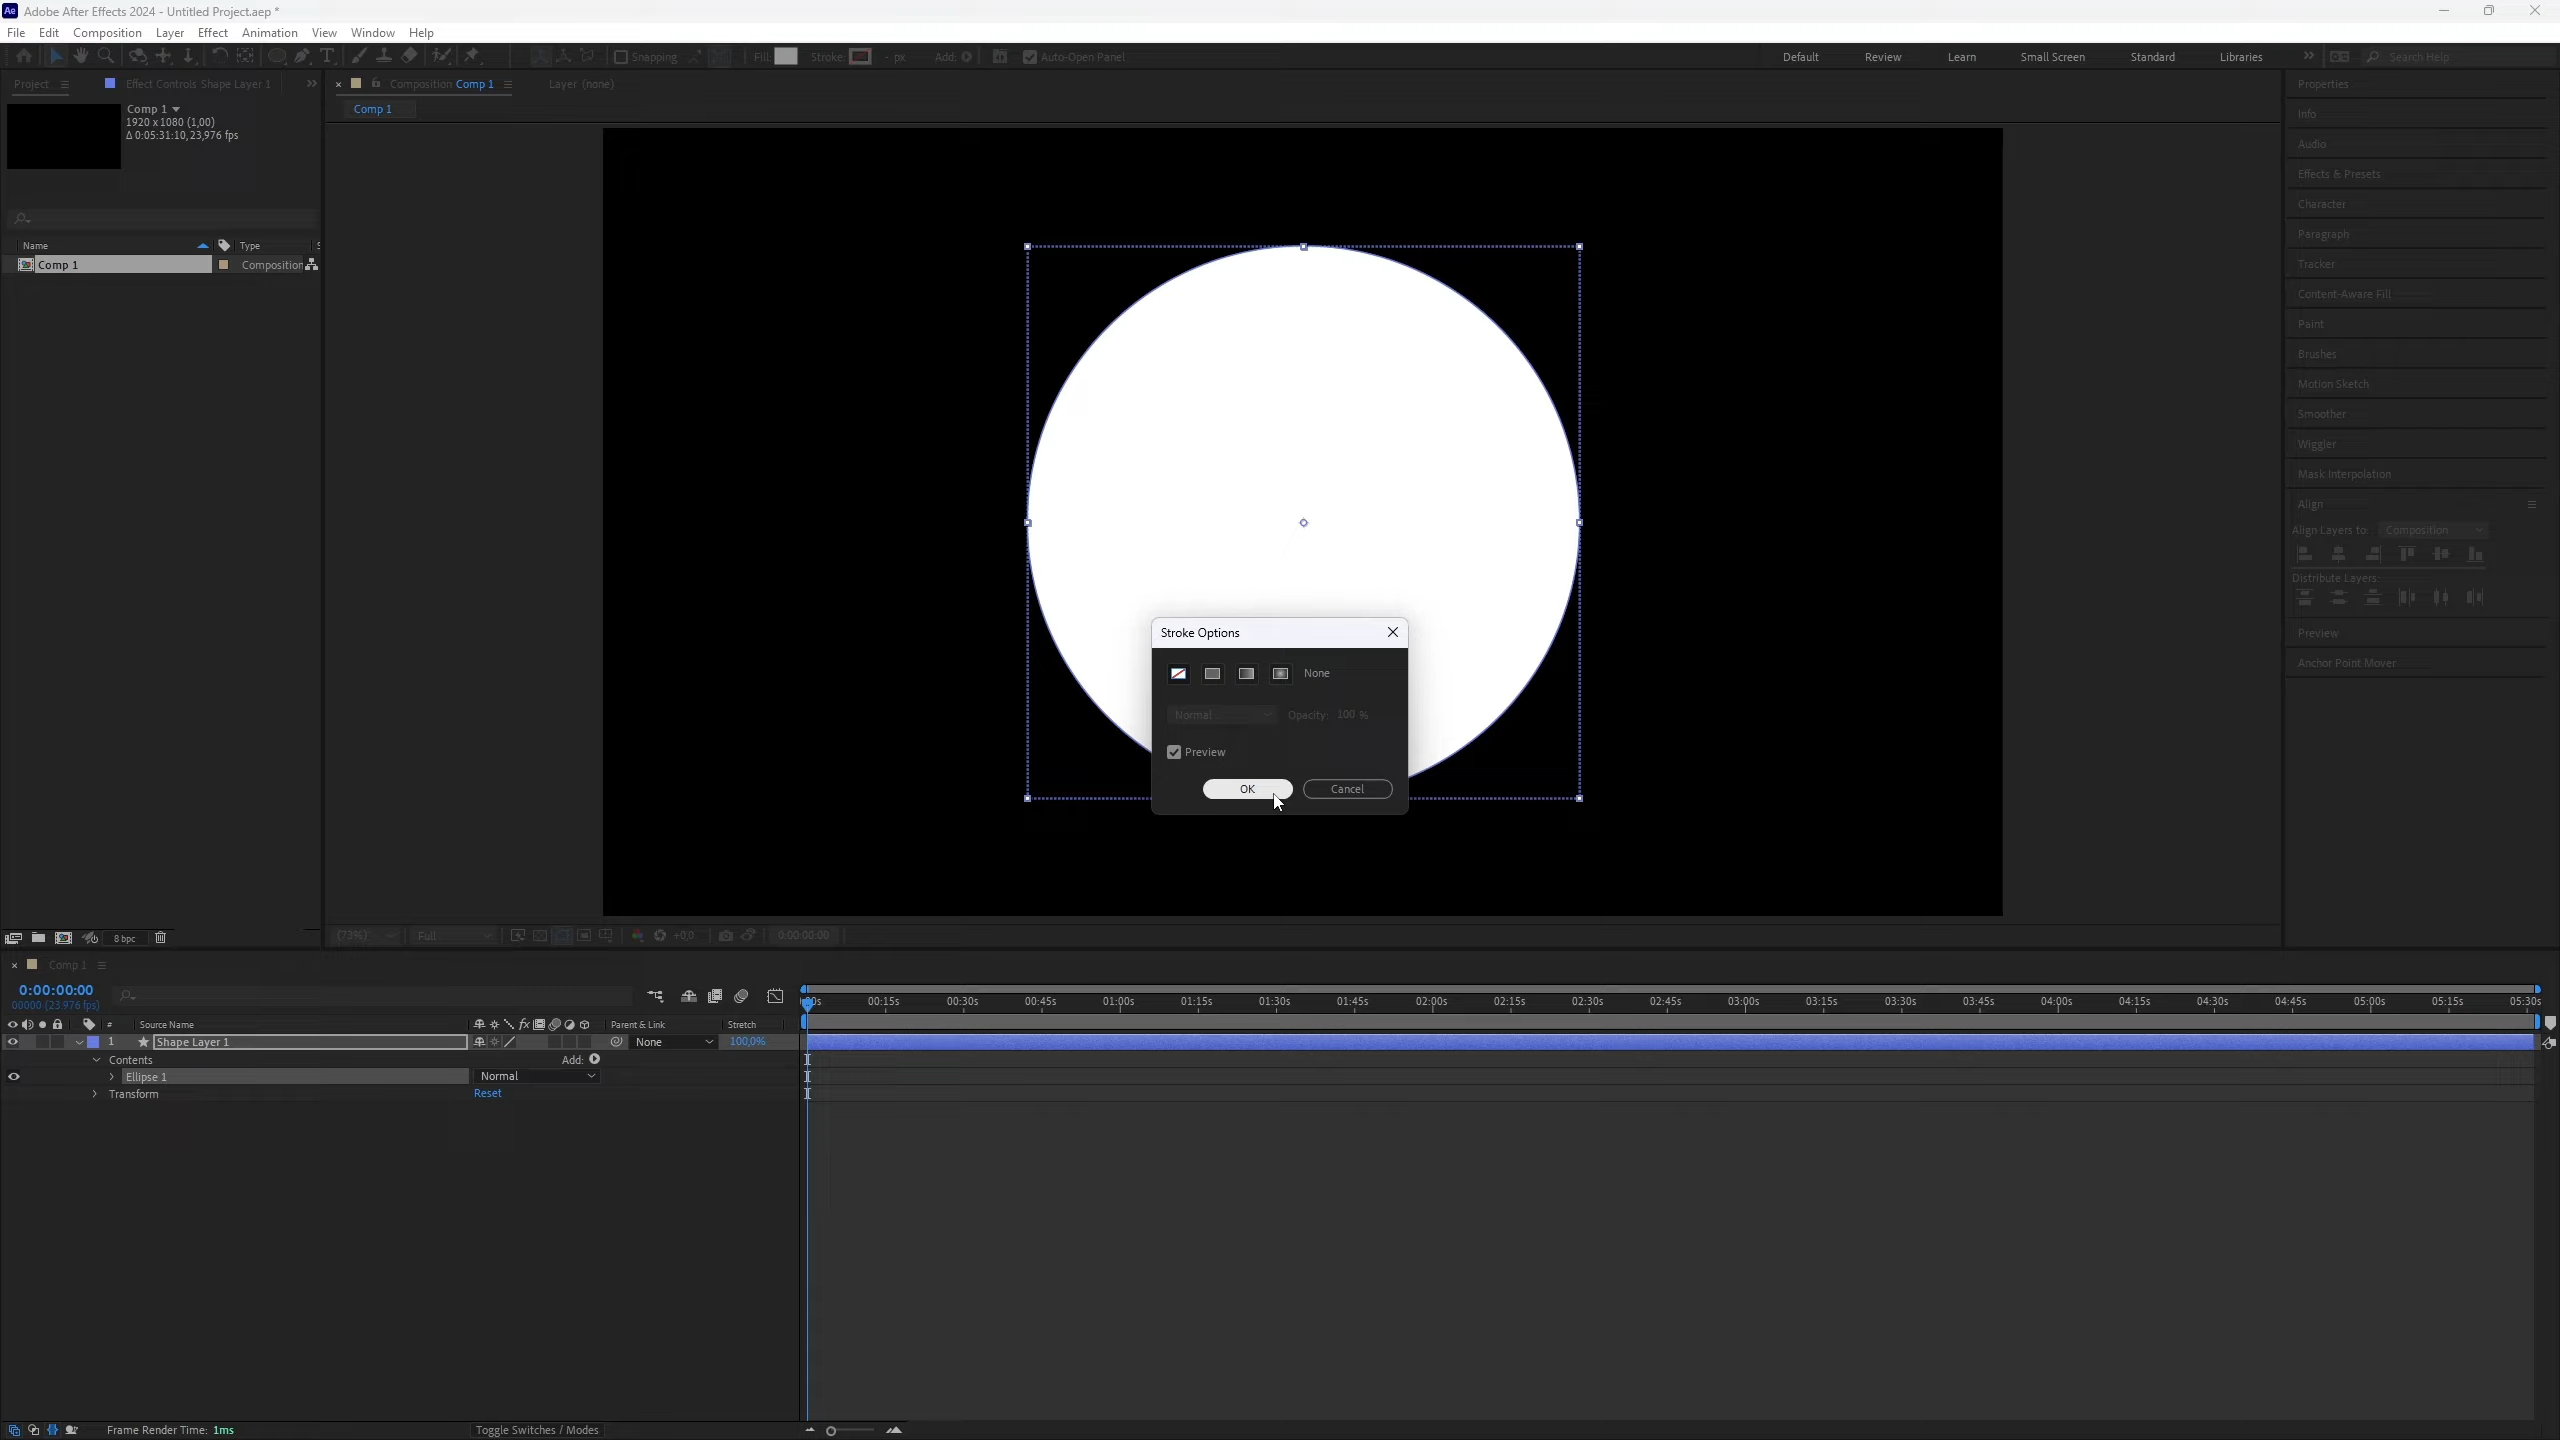 Adobe After Effects 2024 - Untitled Project.aep *
File Edit Composition Layer Effect Animation View Window Help
Snapping Fill: Stroke: - px Add: Auto-Open Panel Default Review Learn Small Screen Standard Libraries Search Help
Project Effect Controls Shape Layer 1 Composition Comp 1 Layer (none)
Comp 1
Comp 1
1920 x 1080 (1,00)
Δ 0:05:31:10, 23,976 fps
Name Type S
Comp 1 Composition
Properties
Info
Audio
Effects & Presets
Character
Paragraph
Tracker
Content-Aware Fill
Paint
Brushes
Motion Sketch
Smoother
Wiggler
Mask Interpolation
Align
Align Layers to: Composition
Distribute Layers:
Preview
Anchor Point Mover
Stroke Options
None
Normal Opacity: 100 %
Preview
OK Cancel
8 bpc
(73%) Full +0,0 0:00:00:00
Comp 1
0:00:00:00
00000 (23.976 fps)
:00s 00:15s 00:30s 00:45s 01:00s 01:15s 01:30s 01:45s 02:00s 02:15s 02:30s 02:45s 03:00s 03:15s 03:30s 03:45s 04:00s 04:15s 04:30s 04:45s 05:00s 05:15s 05:30s
# Source Name fx Parent & Link Stretch
1 Shape Layer 1 None 100,0%
Contents Add:
Ellipse 1 Normal
Transform Reset
Frame Render Time: 1ms Toggle Switches / Modes